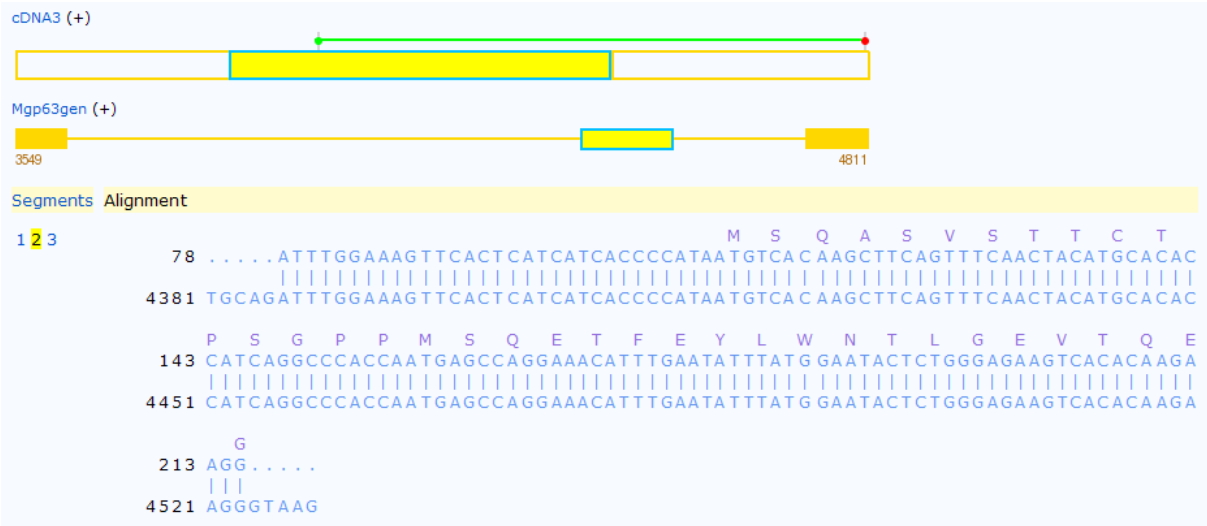 cDNA3 (+)
Mgp63gen (+)
3549 4811
Segments Alignment
1 2 3
M S Q A S V S T T C T
78 .....ATTTGGAAAGTTCACTCATCATCACCCCATAATGTCACAAGCTTCAGTTTCAACTACATGCACAC
4381 TGCAGATTTGGAAAGTTCACTCATCATCACCCCATAATGTCACAAGCTTCAGTTTCAACTACATGCACAC
P S G P P M S Q E T F E Y L W N T L G E V T Q E
143 CATCAGGCCCACCAATGAGCCAGGAAACATTTGAATATTTATGGAATACTCTGGGAGAAGTCACACAAGA
4451 CATCAGGCCCACCAATGAGCCAGGAAACATTTGAATATTTATGGAATACTCTGGGAGAAGTCACACAAGA
G
213 AGG.....
4521 AGGGTAAG